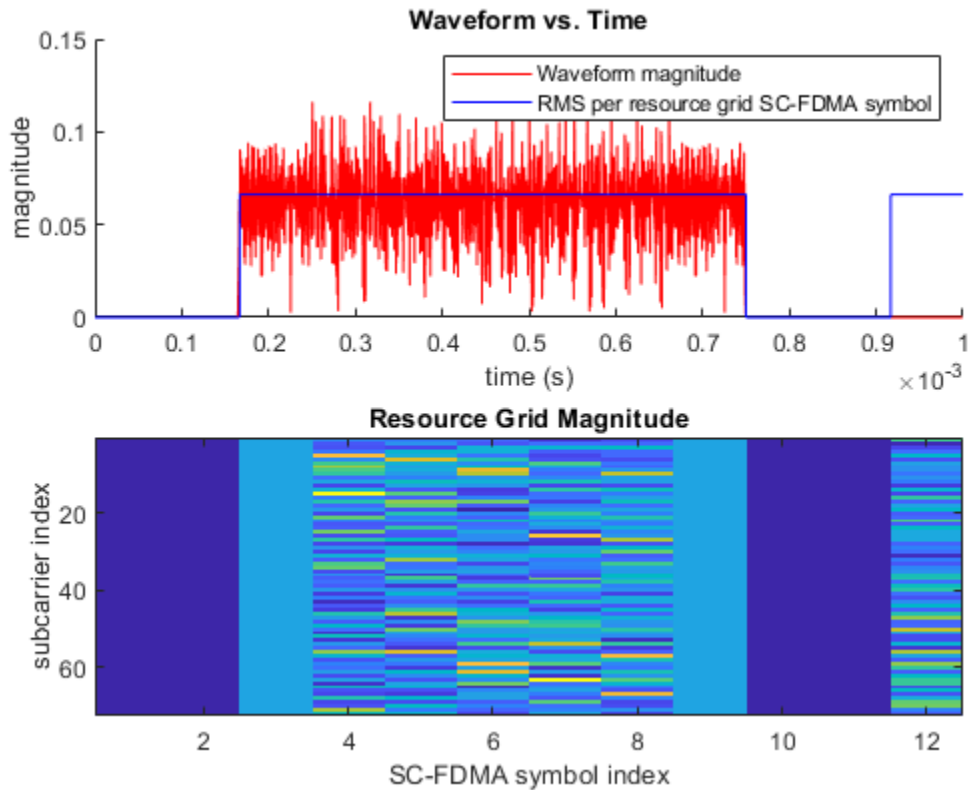 Waveform vs. Time
0.15
0.1
0.05
0
magnitude
Waveform magnitude
RMS per resource grid SC-FDMA symbol
0 0.1 0.2 0.3 0.4 0.5 0.6 0.7 0.8 0.9 1
time (s)
×10⁻³
Resource Grid Magnitude
20
40
60
subcarrier index
2 4 6 8 10 12
SC-FDMA symbol index